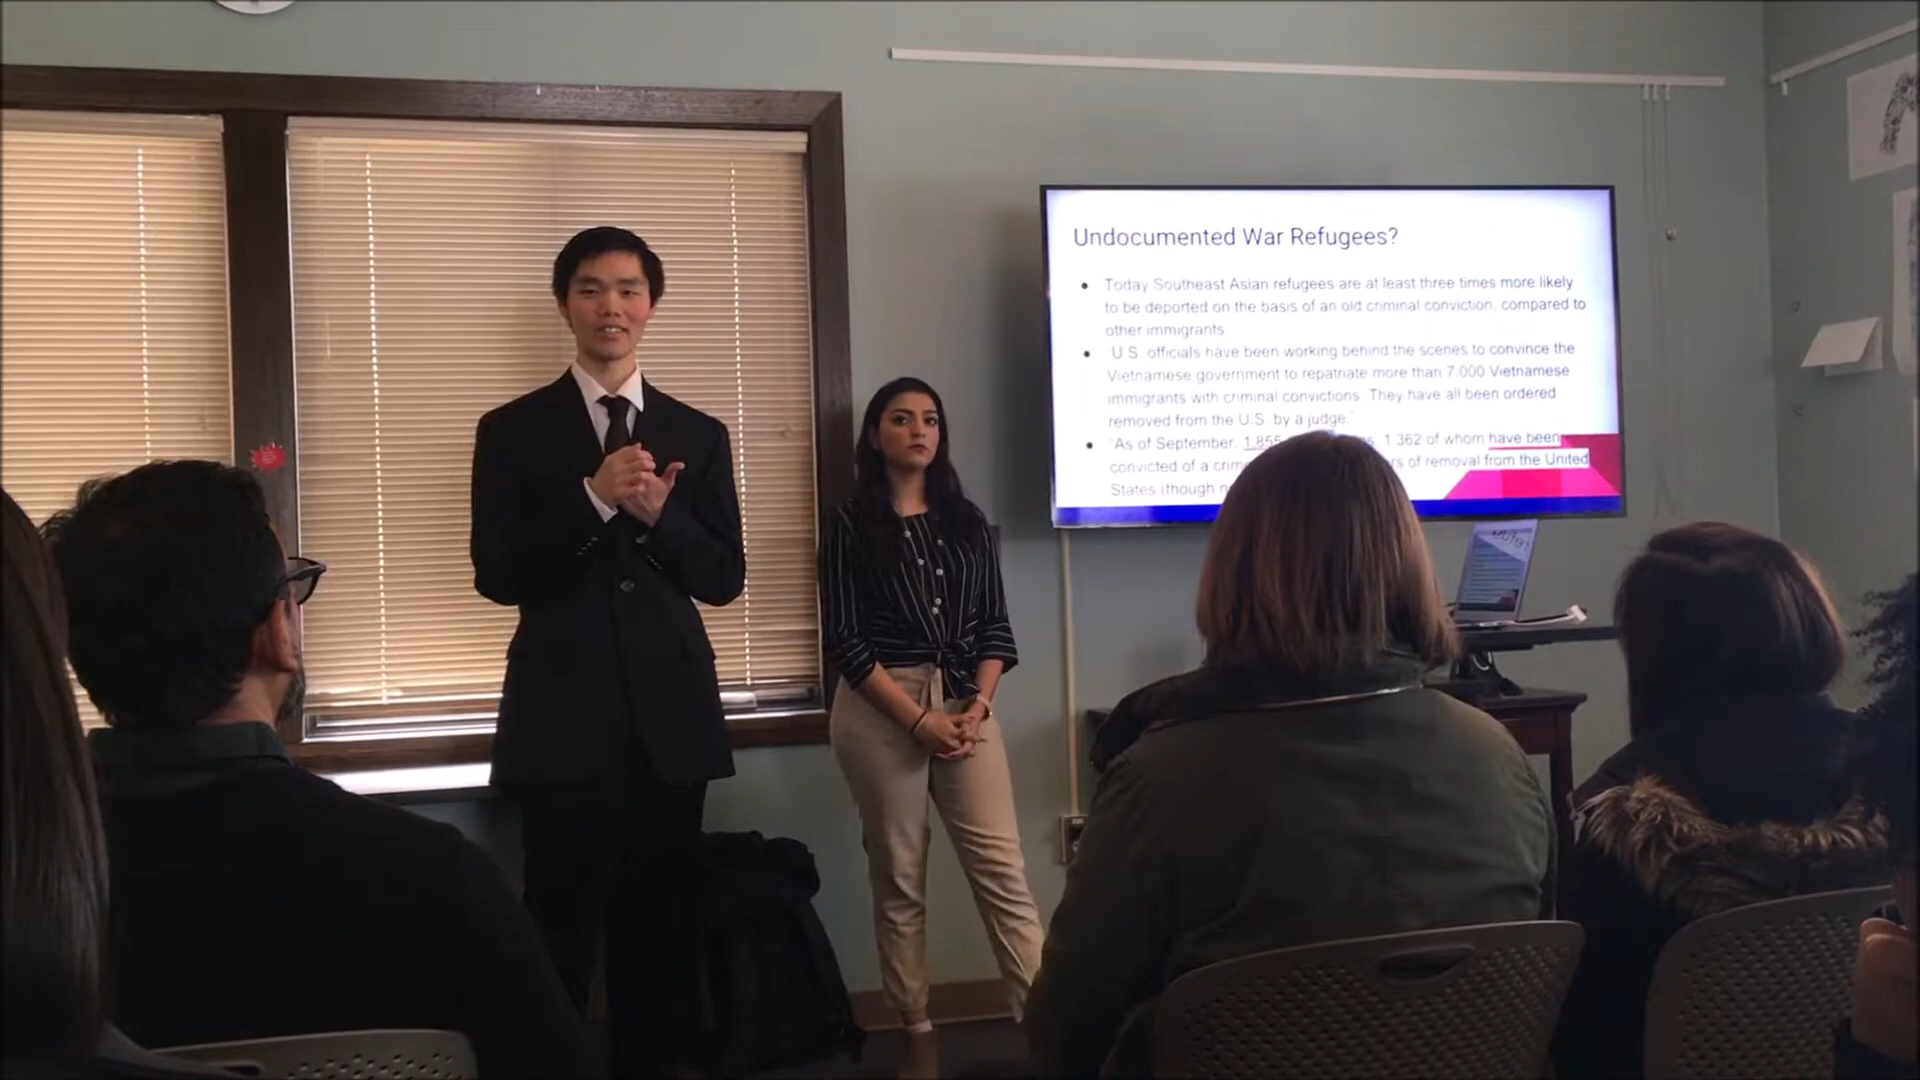 Undocumented War Refugees?
Today Southeast Asian refugees are at least three times more likely
to be deported on the basis of an old criminal conviction, compared to
other immigrants
"U.S. officials have been working behind the scenes to convince the
Vietnamese government to repatriate more than 7,000 Vietnamese
immigrants with criminal convictions. They have all been ordered
removed from the U.S. by a judge."
"As of September, 1,855 1,362 of whom have been
convicted of a of removal from the United
States (though